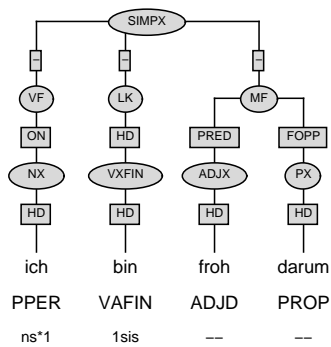 SIMPX
– – –
VF LK MF
ON HD PRED FOPP
NX VXFIN ADJX PX
HD HD HD HD
ich bin froh darum
PPER VAFIN ADJD PROP
ns*1 1sis –– ––